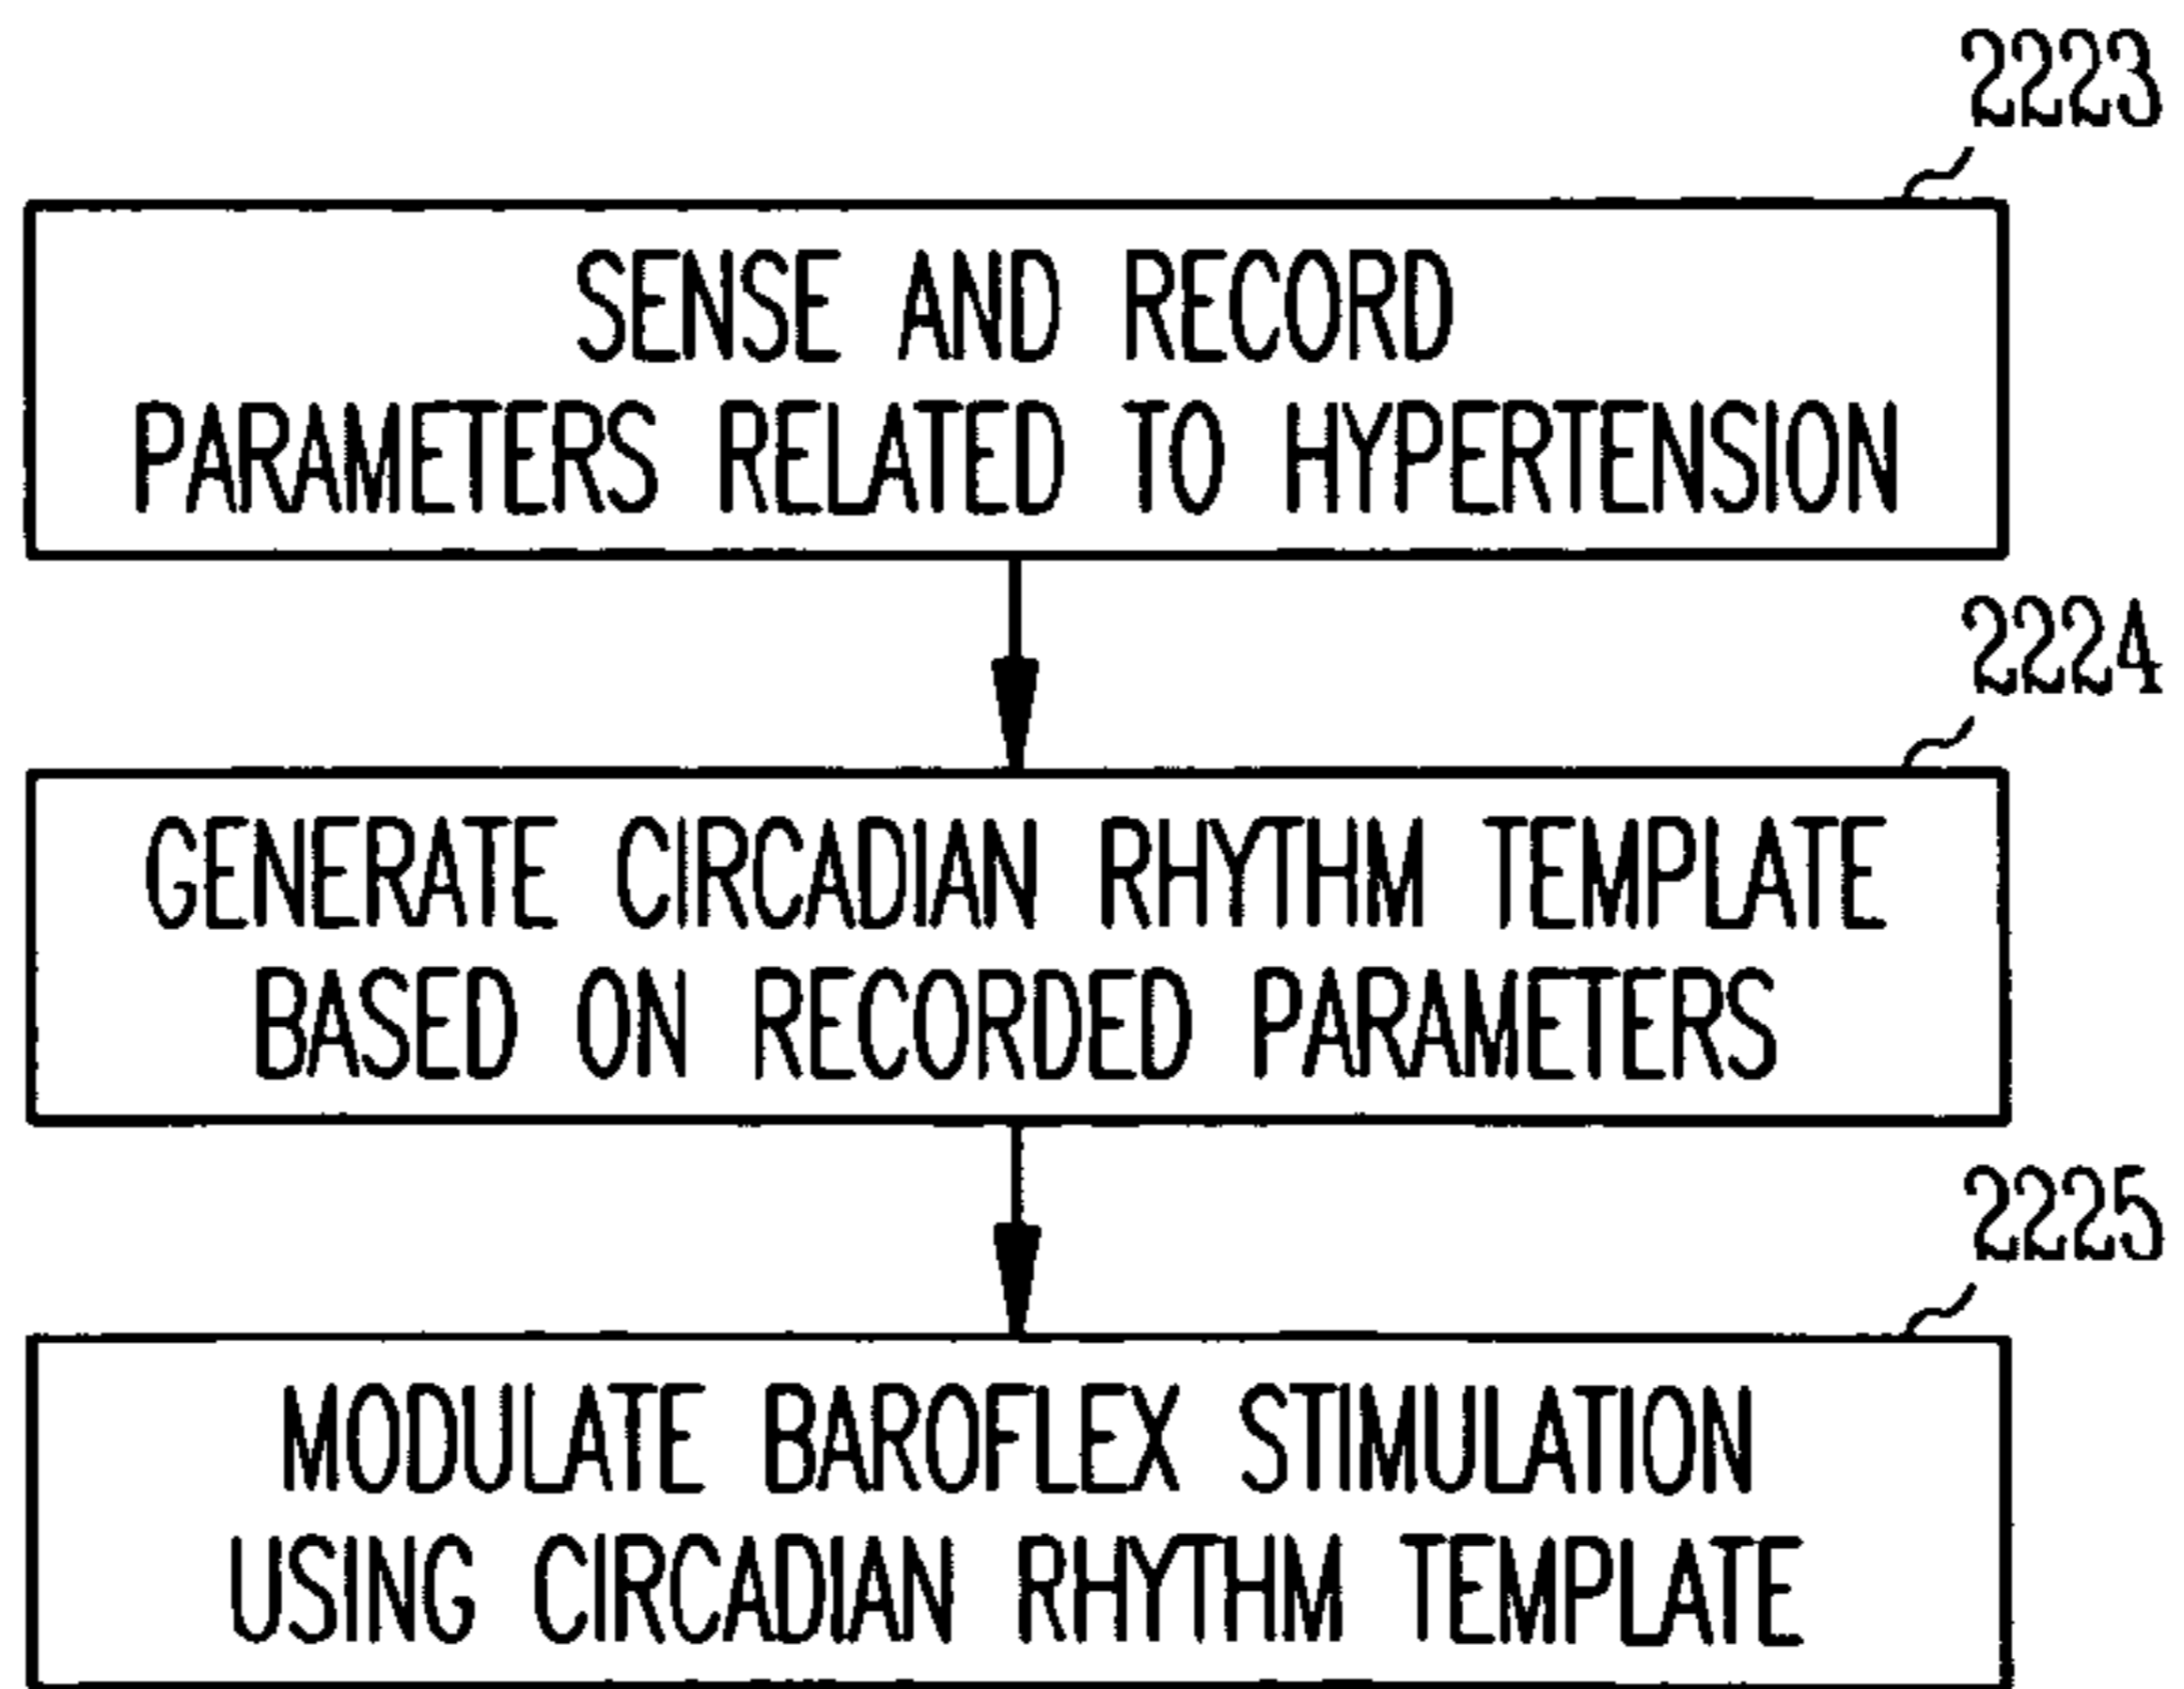 2223
SENSE AND RECORD
PARAMETERS RELATED TO HYPERTENSION
2224
GENERATE CIRCADIAN RHYTHM TEMPLATE
BASED ON RECORDED PARAMETERS
2225
MODULATE BAROFLEX STIMULATION
USING CIRCADIAN RHYTHM TEMPLATE